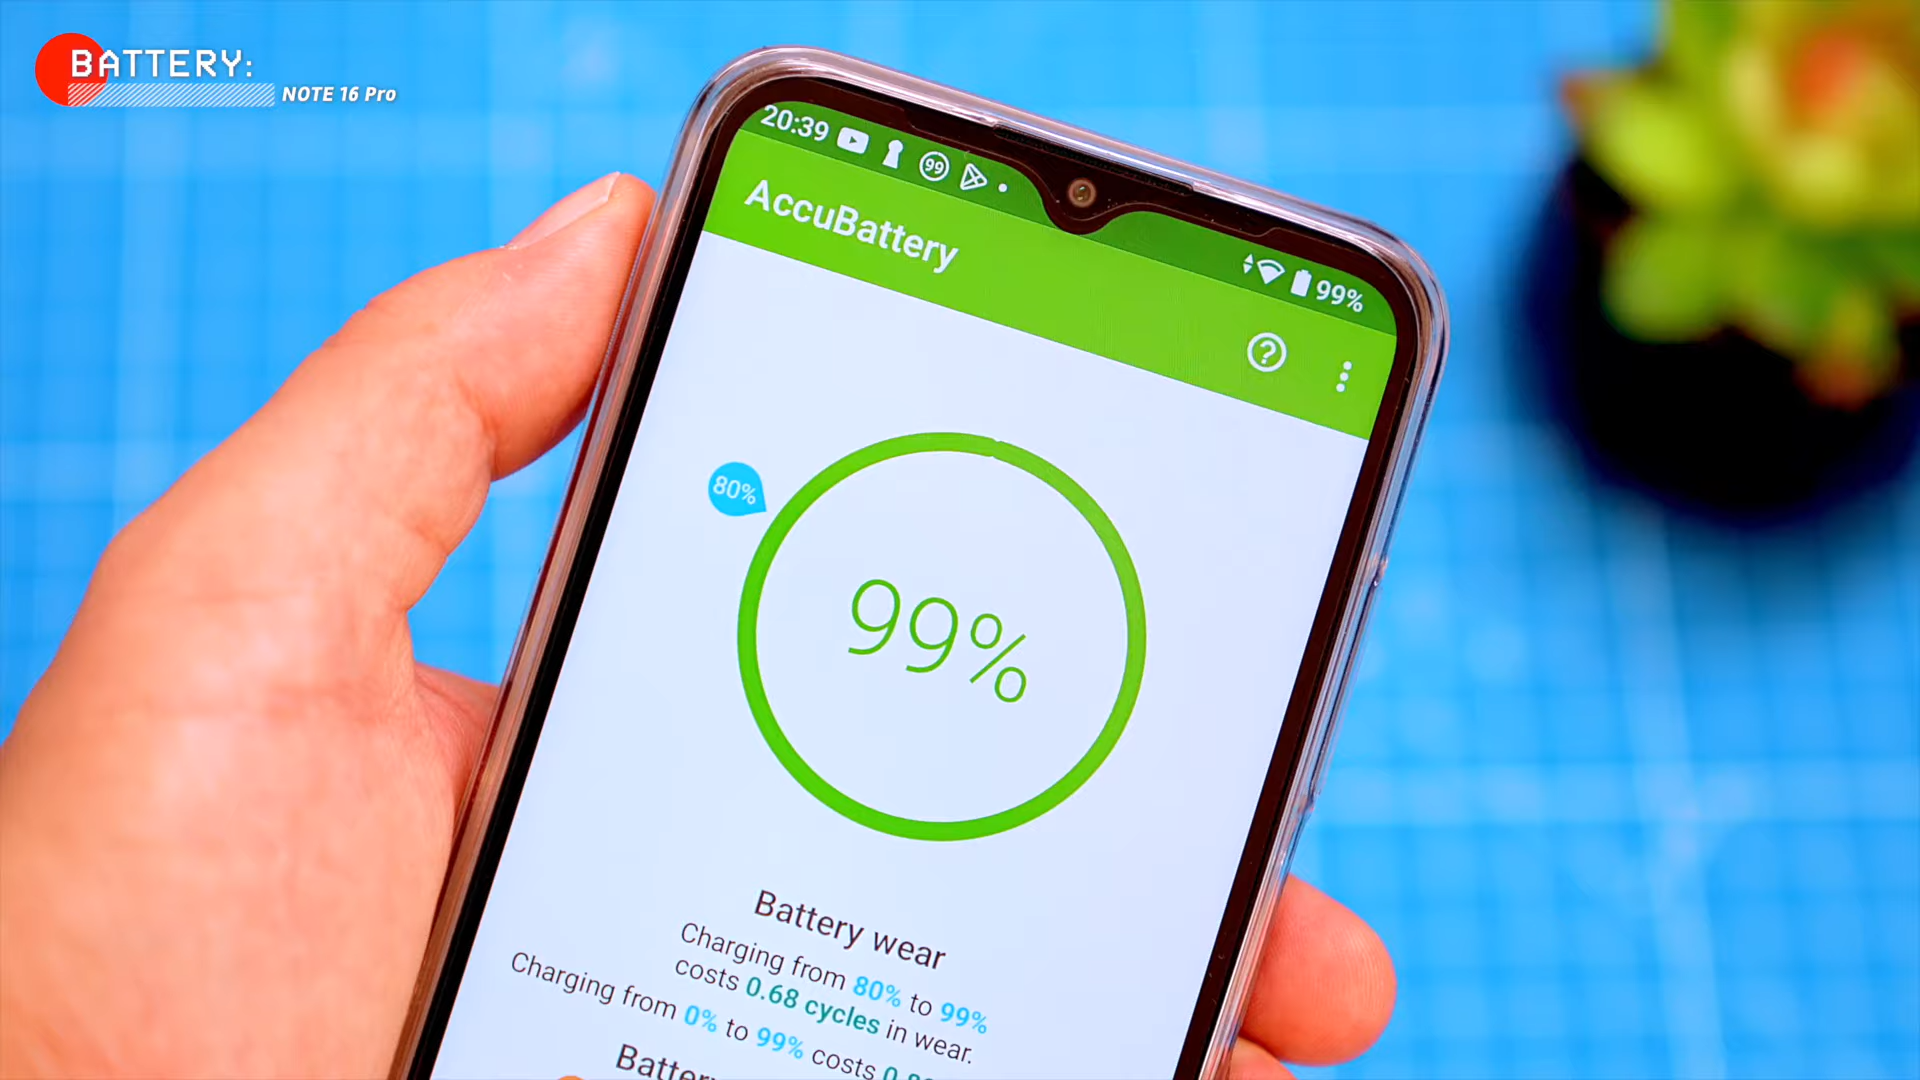 BATTERY:
NOTE 16 Pro
20:39
99
99%
AccuBattery
?
80%
99%
Battery wear
Charging from 80% to 99%
costs 0.68 cycles in wear.
Charging from 0% to 99% costs